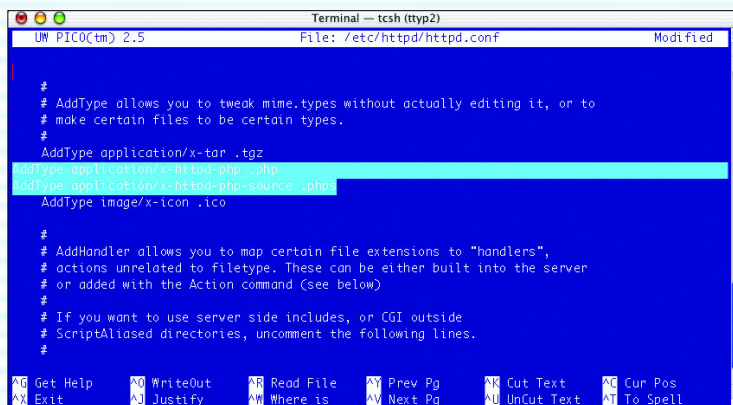 Terminal — tcsh (ttyp2)
UW PICO(tm) 2.5 File: /etc/httpd/httpd.conf Modified
#
# AddType allows you to tweak mime.types without actually editing it, or to
# make certain files to be certain types.
#
AddType application/x-tar .tgz
AddType application/x-httpd-php .php
AddType application/x-httpd-php-source .phps
AddType image/x-icon .ico
#
# AddHandler allows you to map certain file extensions to "handlers",
# actions unrelated to filetype. These can be either built into the server
# or added with the Action command (see below)
#
# If you want to use server side includes, or CGI outside
# ScriptAliased directories, uncomment the following lines.
#
^G Get Help ^O WriteOut ^R Read File ^Y Prev Pg ^K Cut Text ^C Cur Pos
^X Exit ^J Justify ^W Where is ^V Next Pg ^U UnCut Text ^T To Spell